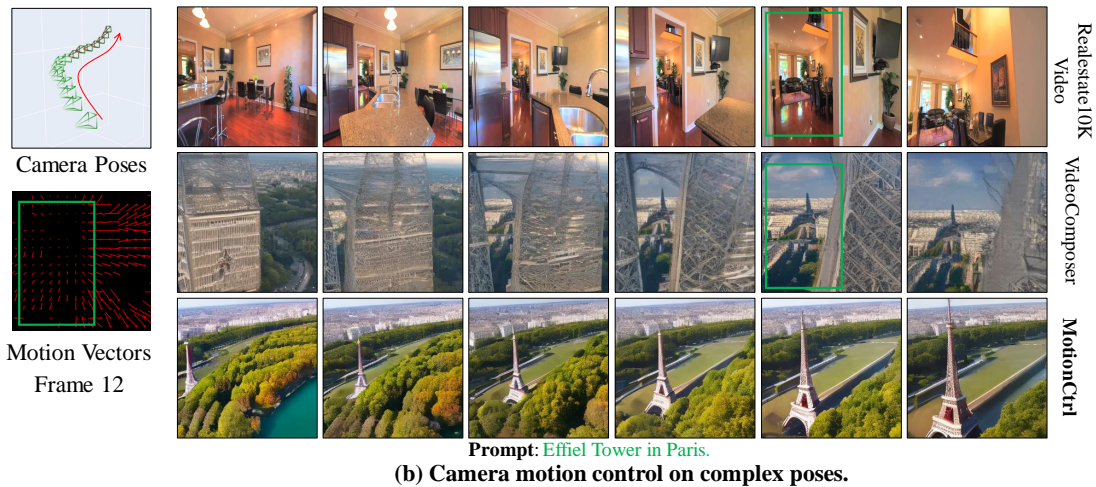 Camera Poses
Motion Vectors
Frame 12
Realestate10K
Video
VideoComposer
MotionCtrl
Prompt: Effiel Tower in Paris.
(b) Camera motion control on complex poses.